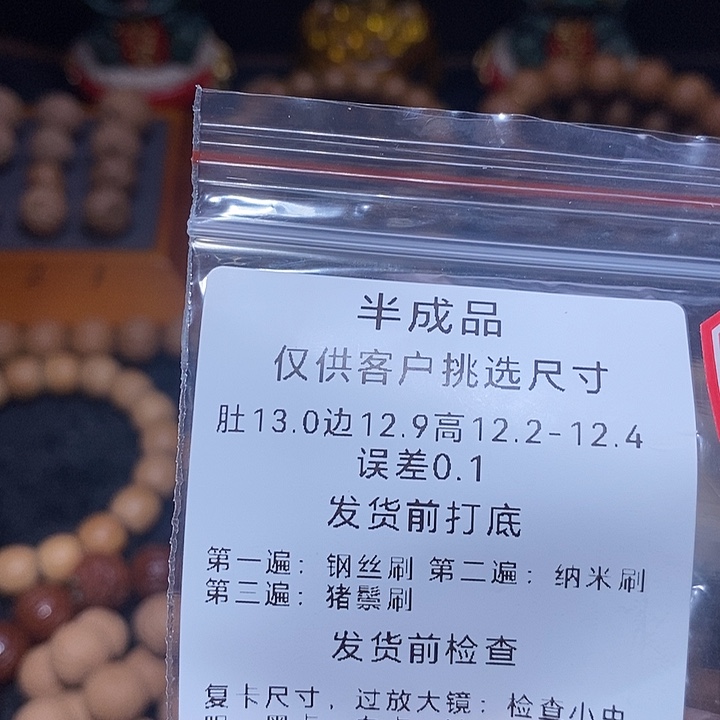 半成品
仅供客户挑选尺寸
肚13.0边12.9高12.2-12.4
误差0.1
发货前打底
第一遍：钢丝刷 第二遍：纳米刷
第三遍：猪鬃刷
发货前检查
复卡尺寸，过放大镜：检查小虫
2 1